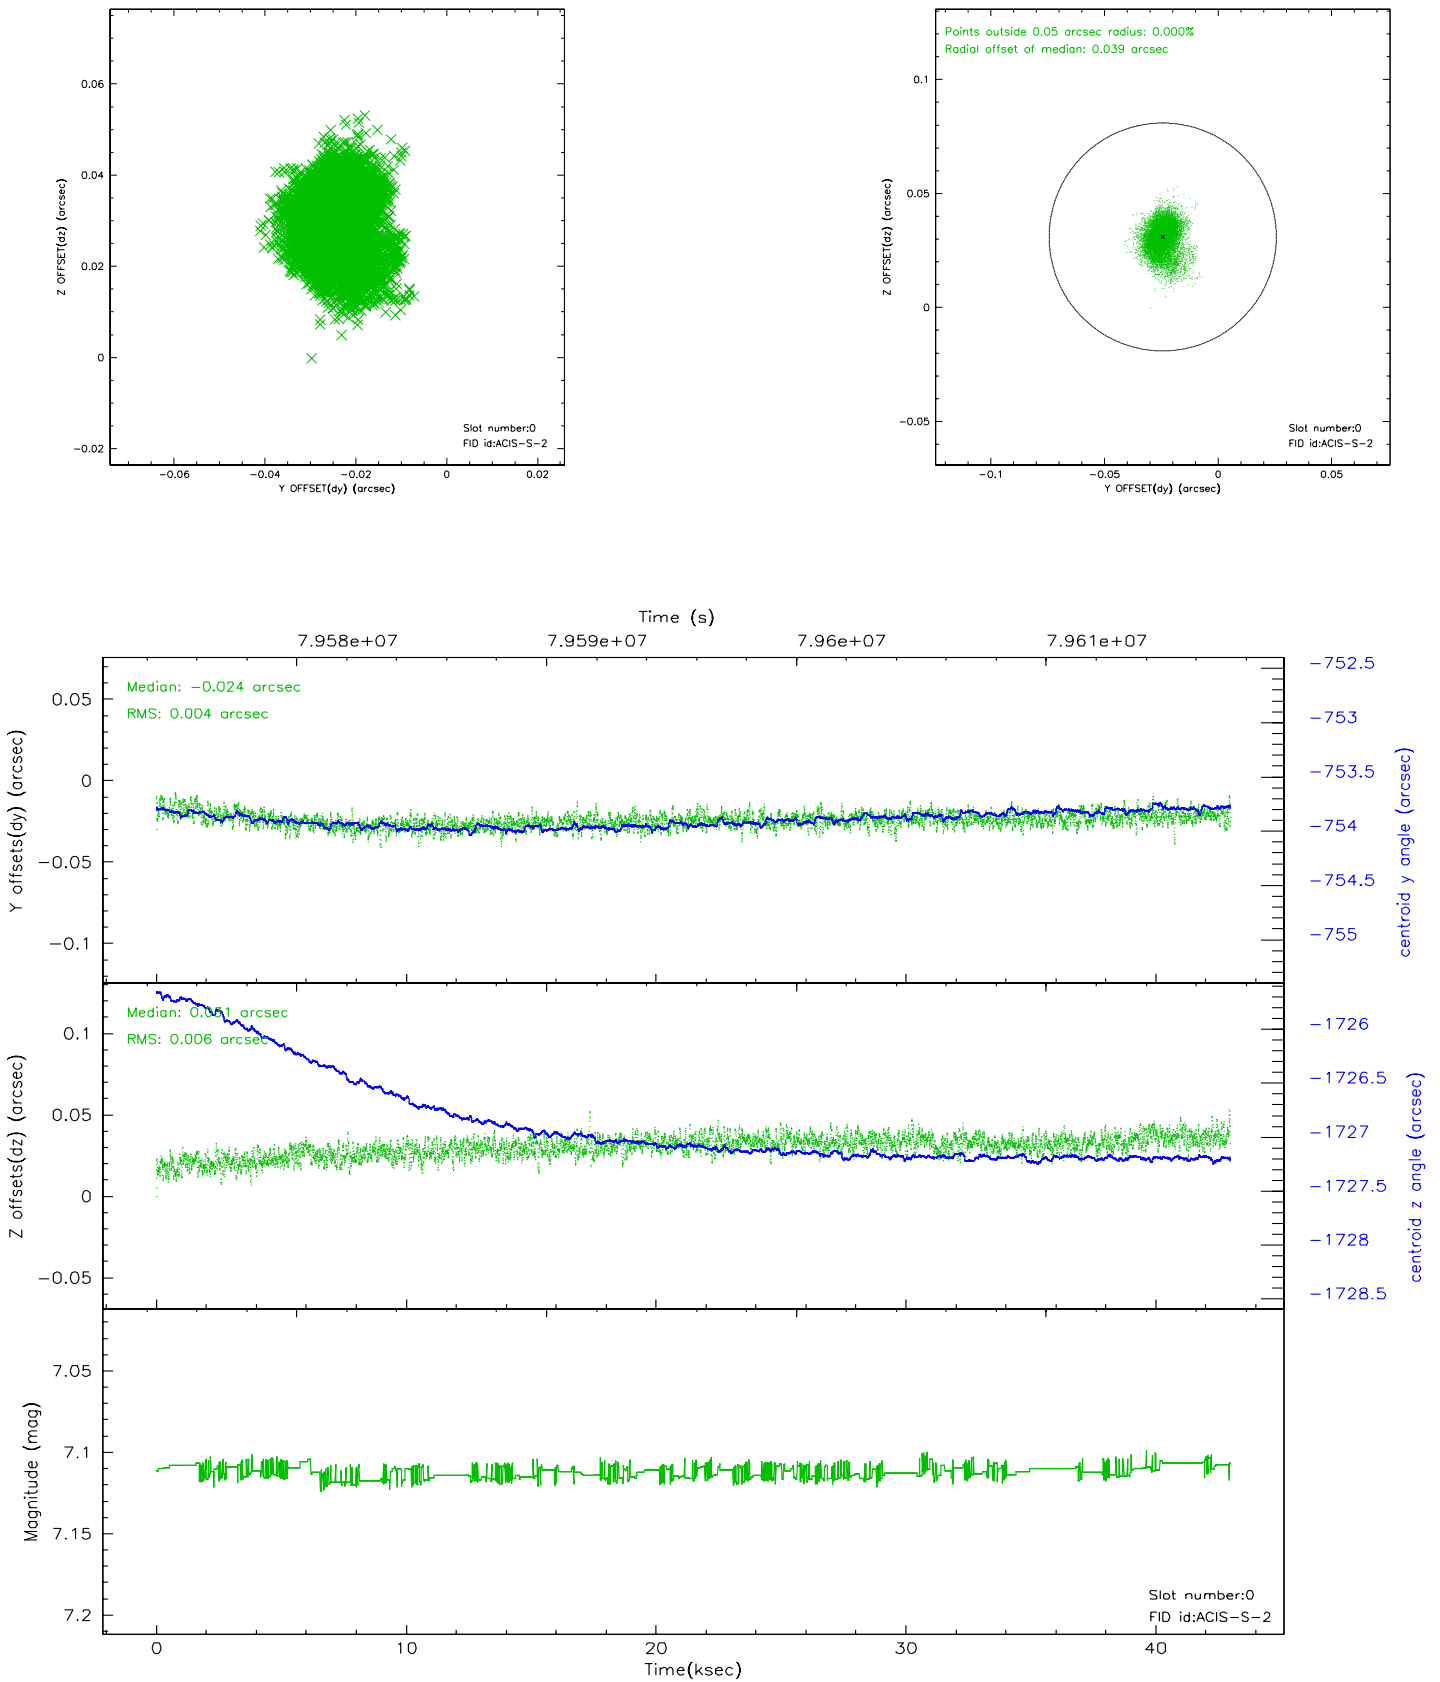 0.06
0.04
0.02
0
−0.02
Z OFFSET(dz) (arcsec)
Slot number:0
FID id:ACIS−S−2
−0.06
−0.04
−0.02
0
0.02
Y OFFSET(dy) (arcsec)
Points outside 0.05 arcsec radius: 0.000%
Radial offset of median: 0.039 arcsec
0.1
0.05
0
−0.05
Z OFFSET(dz) (arcsec)
Slot number:0
FID id:ACIS−S−2
−0.1
−0.05
0
0.05
Y OFFSET(dy) (arcsec)
Time (s)
7.958e+07
7.959e+07
7.96e+07
7.961e+07
Median: −0.024 arcsec
RMS: 0.004 arcsec
0.05
0
−0.05
−0.1
Y offsets(dy) (arcsec)
−752.5
−753
−753.5
−754
−754.5
−755
centroid y angle (arcsec)
Median: 0.031 arcsec
RMS: 0.006 arcsec
0.1
0.05
0
−0.05
Z offsets(dz) (arcsec)
−1726
−1726.5
−1727
−1727.5
−1728
−1728.5
centroid z angle (arcsec)
7.05
7.1
7.15
7.2
Magnitude (mag)
Slot number:0
FID id:ACIS−S−2
0
10
20
30
40
Time(ksec)